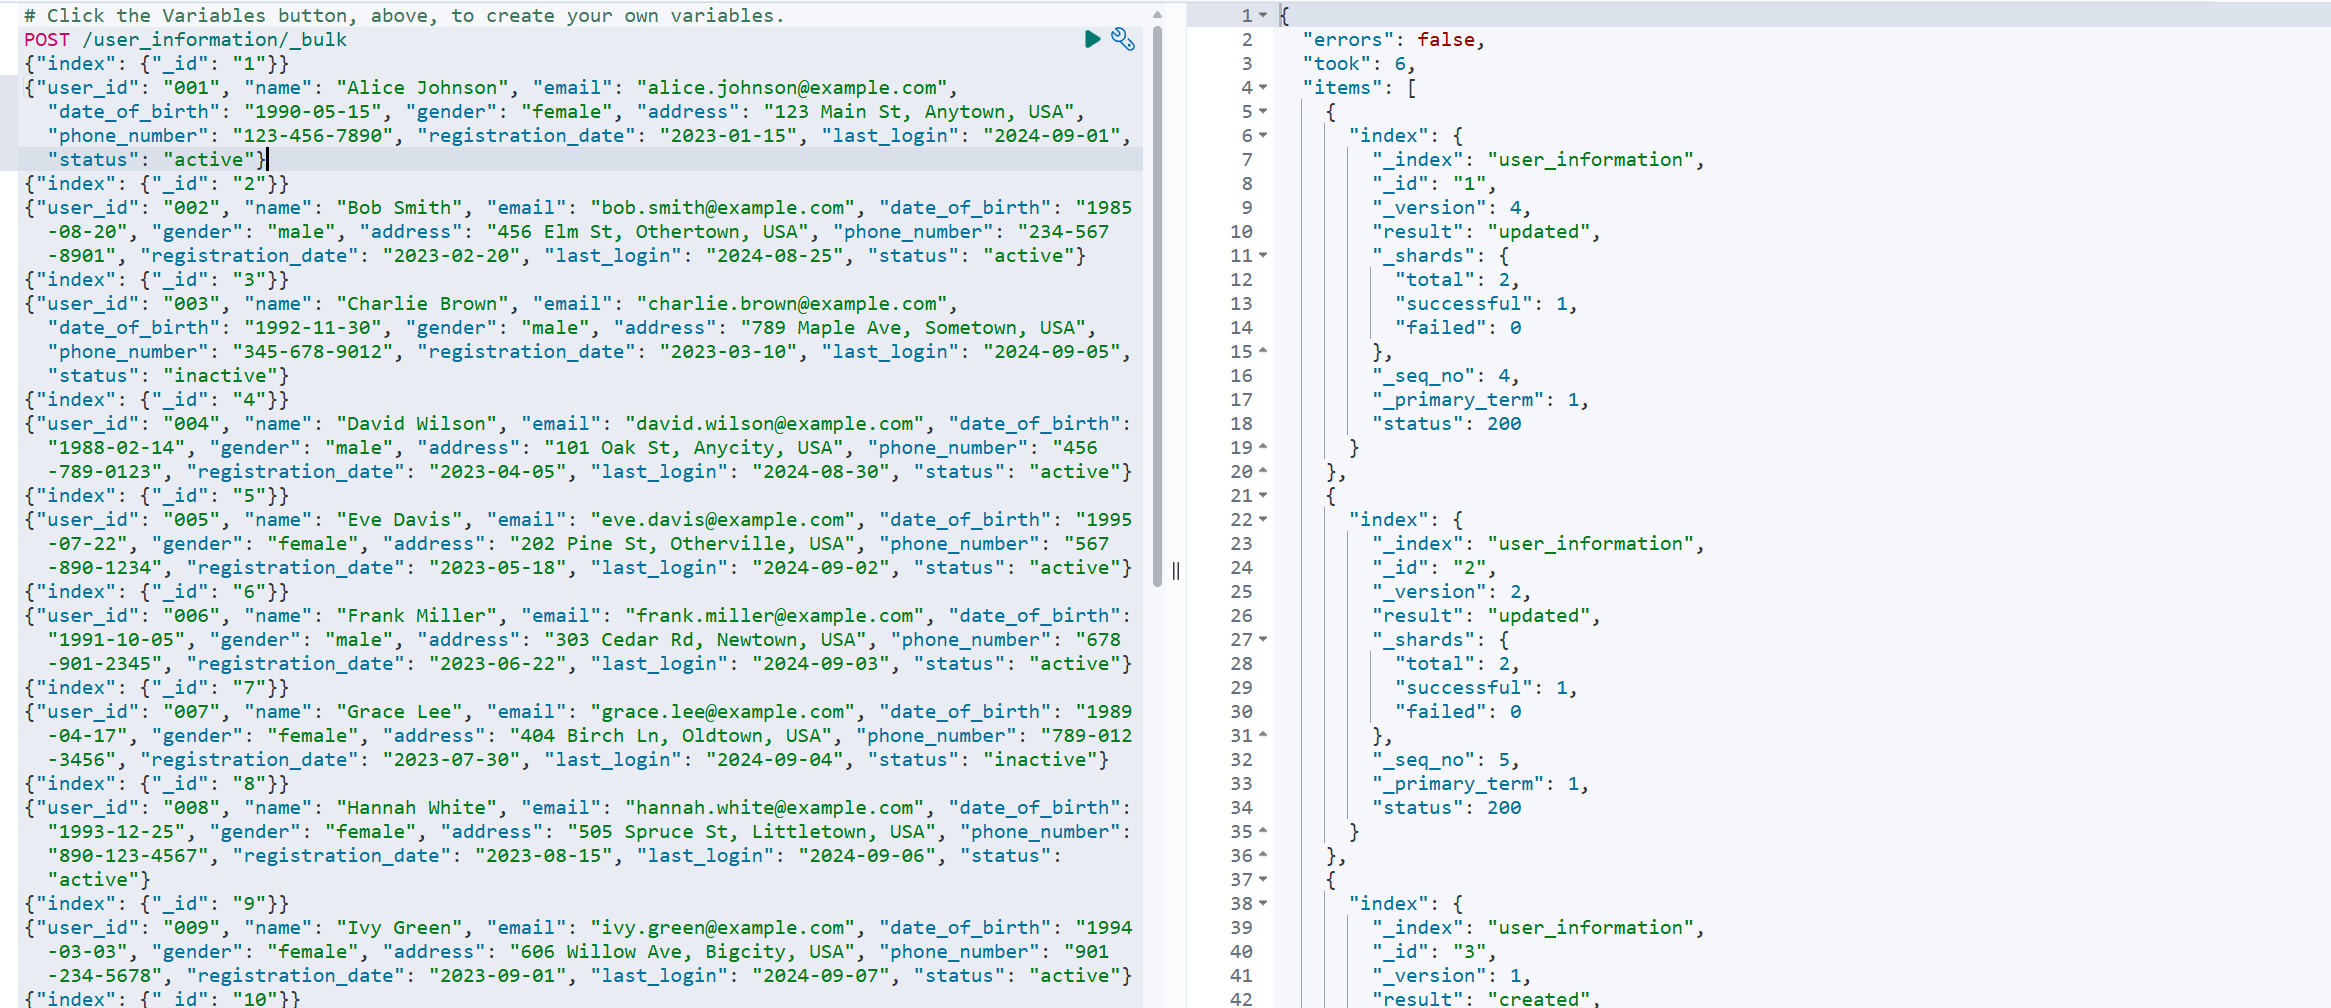 # Click the Variables button, above, to create your own variables.
POST /user_information/_bulk
{"index": {"_id": "1"}}
{"user_id": "001", "name": "Alice Johnson", "email": "alice.johnson@example.com",
"date_of_birth": "1990-05-15", "gender": "female", "address": "123 Main St, Anytown, USA",
"phone_number": "123-456-7890", "registration_date": "2023-01-15", "last_login": "2024-09-01",
"status": "active"}
{"index": {"_id": "2"}}
{"user_id": "002", "name": "Bob Smith", "email": "bob.smith@example.com", "date_of_birth": "1985
-08-20", "gender": "male", "address": "456 Elm St, Othertown, USA", "phone_number": "234-567
-8901", "registration_date": "2023-02-20", "last_login": "2024-08-25", "status": "active"}
{"index": {"_id": "3"}}
{"user_id": "003", "name": "Charlie Brown", "email": "charlie.brown@example.com",
"date_of_birth": "1992-11-30", "gender": "male", "address": "789 Maple Ave, Sometown, USA",
"phone_number": "345-678-9012", "registration_date": "2023-03-10", "last_login": "2024-09-05",
"status": "inactive"}
{"index": {"_id": "4"}}
{"user_id": "004", "name": "David Wilson", "email": "david.wilson@example.com", "date_of_birth":
"1988-02-14", "gender": "male", "address": "101 Oak St, Anycity, USA", "phone_number": "456
-789-0123", "registration_date": "2023-04-05", "last_login": "2024-08-30", "status": "active"}
{"index": {"_id": "5"}}
{"user_id": "005", "name": "Eve Davis", "email": "eve.davis@example.com", "date_of_birth": "1995
-07-22", "gender": "female", "address": "202 Pine St, Otherville, USA", "phone_number": "567
-890-1234", "registration_date": "2023-05-18", "last_login": "2024-09-02", "status": "active"}
{"index": {"_id": "6"}}
{"user_id": "006", "name": "Frank Miller", "email": "frank.miller@example.com", "date_of_birth":
"1991-10-05", "gender": "male", "address": "303 Cedar Rd, Newtown, USA", "phone_number": "678
-901-2345", "registration_date": "2023-06-22", "last_login": "2024-09-03", "status": "active"}
{"index": {"_id": "7"}}
{"user_id": "007", "name": "Grace Lee", "email": "grace.lee@example.com", "date_of_birth": "1989
-04-17", "gender": "female", "address": "404 Birch Ln, Oldtown, USA", "phone_number": "789-012
-3456", "registration_date": "2023-07-30", "last_login": "2024-09-04", "status": "inactive"}
{"index": {"_id": "8"}}
{"user_id": "008", "name": "Hannah White", "email": "hannah.white@example.com", "date_of_birth":
"1993-12-25", "gender": "female", "address": "505 Spruce St, Littletown, USA", "phone_number":
"890-123-4567", "registration_date": "2023-08-15", "last_login": "2024-09-06", "status":
"active"}
{"index": {"_id": "9"}}
{"user_id": "009", "name": "Ivy Green", "email": "ivy.green@example.com", "date_of_birth": "1994
-03-03", "gender": "female", "address": "606 Willow Ave, Bigcity, USA", "phone_number": "901
-234-5678", "registration_date": "2023-09-01", "last_login": "2024-09-07", "status": "active"}
{"index": {"_id": "10"}}
1 {
2 "errors": false,
3 "took": 6,
4 "items": [
5 {
6 "index": {
7 "_index": "user_information",
8 "_id": "1",
9 "_version": 4,
10 "result": "updated",
11 "_shards": {
12 "total": 2,
13 "successful": 1,
14 "failed": 0
15 },
16 "_seq_no": 4,
17 "_primary_term": 1,
18 "status": 200
19 }
20 },
21 {
22 "index": {
23 "_index": "user_information",
24 "_id": "2",
25 "_version": 2,
26 "result": "updated",
27 "_shards": {
28 "total": 2,
29 "successful": 1,
30 "failed": 0
31 },
32 "_seq_no": 5,
33 "_primary_term": 1,
34 "status": 200
35 }
36 },
37 {
38 "index": {
39 "_index": "user_information",
40 "_id": "3",
41 "_version": 1,
42 "result": "created",